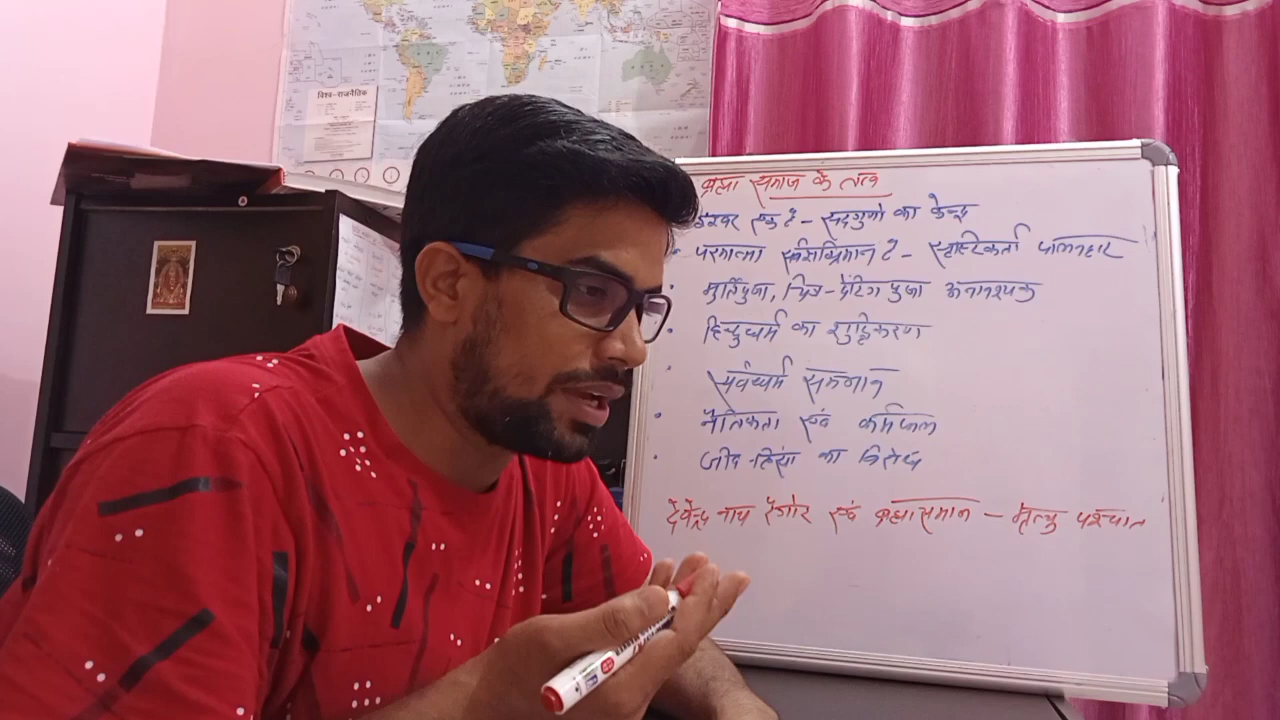 विश्व-राजनैतिक
ब्रह्म समाज के तत्व
ईश्वर एक है - सद्गुणो का केन्द्र
परमात्मा सर्वशक्तिमान है - सृष्टिकर्ता पालनहार
मुर्तिपुजा, चित्र-पेंटिग पुजा अनावश्यक
हिन्दुधर्म का शुद्धिकरण
सर्वधर्म सम्मान
नैतिकता एवं कर्मफल
जीव हिंसा का विरोध
देवेन्द्र नाथ टैगोर एवं ब्रह्मसमाज - मृत्यु पश्चात